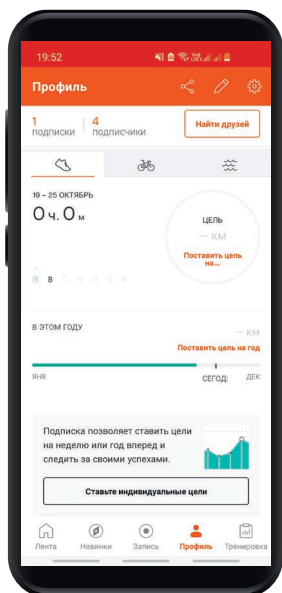 19:52
Профиль
1 4
подписки подписчики
Найти друзей
19 – 25 ОКТЯБРЬ
0 ч. 0 м
ЦЕЛЬ
-- КМ
Поставить цель
на...
П В
В ЭТОМ ГОДУ
-- КМ
Поставить цель на год
ЯНВ СЕГОД ДЕК
Подписка позволяет ставить цели
на неделю или год вперед и
следить за своими успехами.
Ставьте индивидуальные цели
Лента Новинки Запись Профиль Тренировка